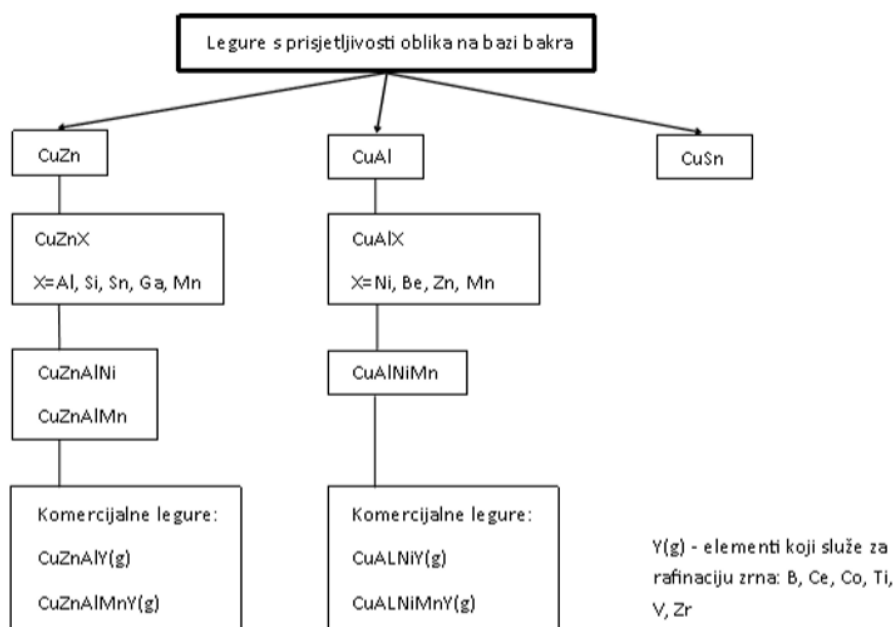 Legure s prisjetljivosti oblika na bazi bakra
CuZn
CuAl
CuSn
CuZnX
X=Al, Si, Sn, Ga, Mn
CuAlX
X=Ni, Be, Zn, Mn
CuZnAlNi
CuZnAlMn
CuAlNiMn
Komercijalne legure:
CuZnAlY(g)
CuZnAlMnY(g)
Komercijalne legure:
CuALNiY(g)
CuALNiMnY(g)
Y(g) - elementi koji služe za
rafinaciju zrna: B, Ce, Co, Ti,
V, Zr